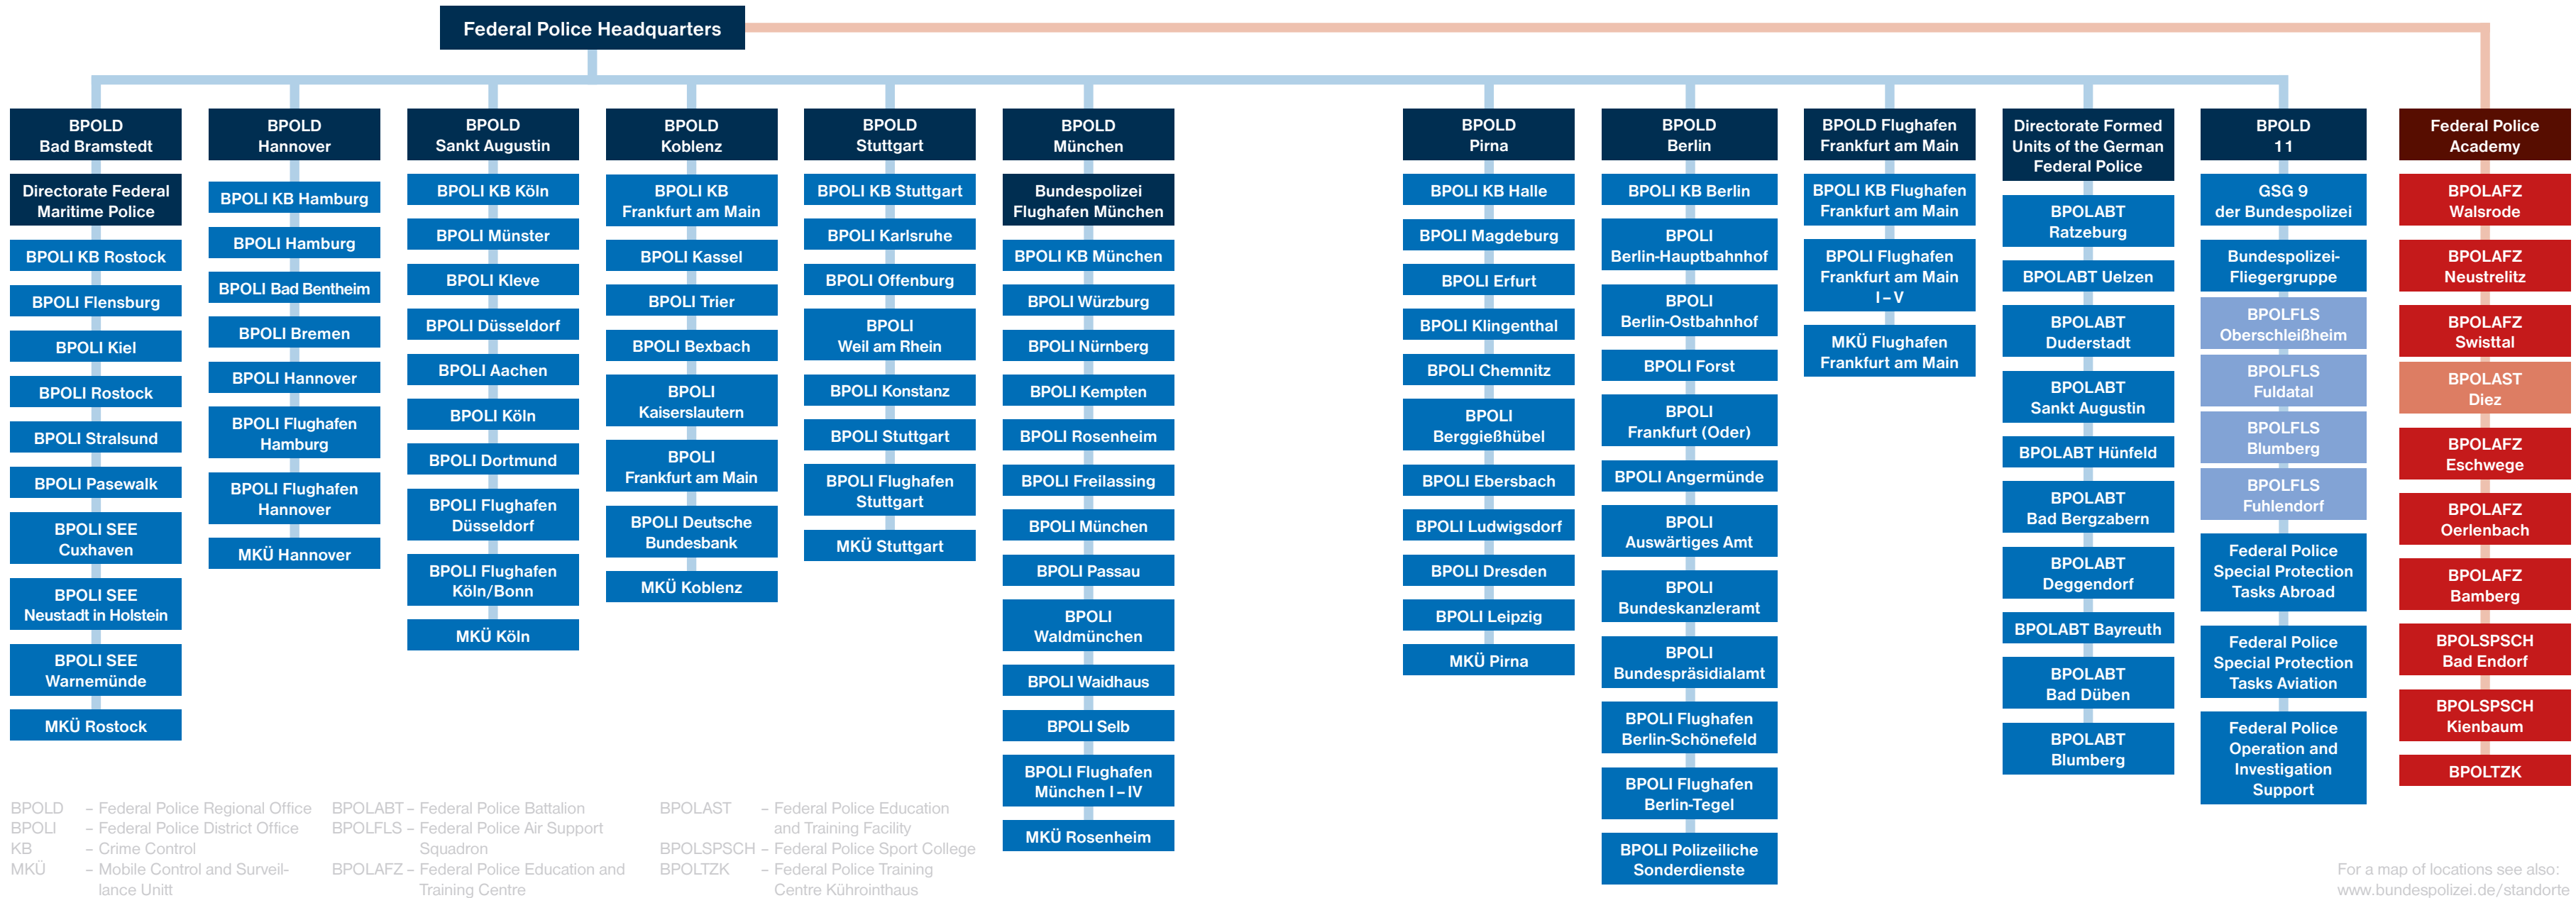 Federal Police Headquarters
BPOLD
Bad Bramstedt
Directorate Federal
Maritime Police
BPOLI KB Rostock
BPOLI Flensburg
BPOLI Kiel
BPOLI Rostock
BPOLI Stralsund
BPOLI Pasewalk
BPOLI SEE
Cuxhaven
BPOLI SEE
Neustadt in Holstein
BPOLI SEE
Warnemünde
MKÜ Rostock
BPOLD
Hannover
BPOLI KB Hamburg
BPOLI Hamburg
BPOLI Bad Bentheim
BPOLI Bremen
BPOLI Hannover
BPOLI Flughafen
Hamburg
BPOLI Flughafen
Hannover
MKÜ Hannover
BPOLD
Sankt Augustin
BPOLI KB Köln
BPOLI Münster
BPOLI Kleve
BPOLI Düsseldorf
BPOLI Aachen
BPOLI Köln
BPOLI Dortmund
BPOLI Flughafen
Düsseldorf
BPOLI Flughafen
Köln/Bonn
MKÜ Köln
BPOLD
Koblenz
BPOLI KB
Frankfurt am Main
BPOLI Kassel
BPOLI Trier
BPOLI Bexbach
BPOLI
Kaiserslautern
BPOLI
Frankfurt am Main
BPOLI Deutsche
Bundesbank
MKÜ Koblenz
BPOLD
Stuttgart
BPOLI KB Stuttgart
BPOLI Karlsruhe
BPOLI Offenburg
BPOLI
Weil am Rhein
BPOLI Konstanz
BPOLI Stuttgart
BPOLI Flughafen
Stuttgart
MKÜ Stuttgart
BPOLD
München
Bundespolizei
Flughafen München
BPOLI KB München
BPOLI Würzburg
BPOLI Nürnberg
BPOLI Kempten
BPOLI Rosenheim
BPOLI Freilassing
BPOLI München
BPOLI Passau
BPOLI
Waldmünchen
BPOLI Waidhaus
BPOLI Selb
BPOLI Flughafen
München I – IV
MKÜ Rosenheim
BPOLD
Pirna
BPOLI KB Halle
BPOLI Magdeburg
BPOLI Erfurt
BPOLI Klingenthal
BPOLI Chemnitz
BPOLI
Berggießhübel
BPOLI Ebersbach
BPOLI Ludwigsdorf
BPOLI Dresden
BPOLI Leipzig
MKÜ Pirna
BPOLD
Berlin
BPOLI KB Berlin
BPOLI
Berlin-Hauptbahnhof
BPOLI
Berlin-Ostbahnhof
BPOLI Forst
BPOLI
Frankfurt (Oder)
BPOLI Angermünde
BPOLI
Auswärtiges Amt
BPOLI
Bundeskanzleramt
BPOLI
Bundespräsidialamt
BPOLI Flughafen
Berlin-Schönefeld
BPOLI Flughafen
Berlin-Tegel
BPOLI Polizeiliche
Sonderdienste
BPOLD Flughafen
Frankfurt am Main
BPOLI KB Flughafen
Frankfurt am Main
BPOLI Flughafen
Frankfurt am Main
I – V
MKÜ Flughafen
Frankfurt am Main
Directorate Formed
Units of the German
Federal Police
BPOLABT
Ratzeburg
BPOLABT Uelzen
BPOLABT
Duderstadt
BPOLABT
Sankt Augustin
BPOLABT Hünfeld
BPOLABT
Bad Bergzabern
BPOLABT
Deggendorf
BPOLABT Bayreuth
BPOLABT
Bad Düben
BPOLABT
Blumberg
BPOLD
11
GSG 9
der Bundespolizei
Bundespolizei-
Fliegergruppe
BPOLFLS
Oberschleißheim
BPOLFLS
Fuldatal
BPOLFLS
Blumberg
BPOLFLS
Fuhlendorf
Federal Police
Special Protection
Tasks Abroad
Federal Police
Special Protection
Tasks Aviation
Federal Police
Operation and
Investigation
Support
Federal Police
Academy
BPOLAFZ
Walsrode
BPOLAFZ
Neustrelitz
BPOLAFZ
Swisttal
BPOLAST
Diez
BPOLAFZ
Eschwege
BPOLAFZ
Oerlenbach
BPOLAFZ
Bamberg
BPOLSPSCH
Bad Endorf
BPOLSPSCH
Kienbaum
BPOLTZK
BPOLD – Federal Police Regional Office
BPOLI – Federal Police District Office
KB – Crime Control
MKÜ – Mobile Control and Surveil-
lance Unitt
BPOLABT – Federal Police Battalion
BPOLFLS – Federal Police Air Support
Squadron
BPOLAFZ – Federal Police Education and
Training Centre
BPOLAST – Federal Police Education
and Training Facility
BPOLSPSCH – Federal Police Sport College
BPOLTZK – Federal Police Training
Centre Kührointhaus
For a map of locations see also:
www.bundespolizei.de/standorte